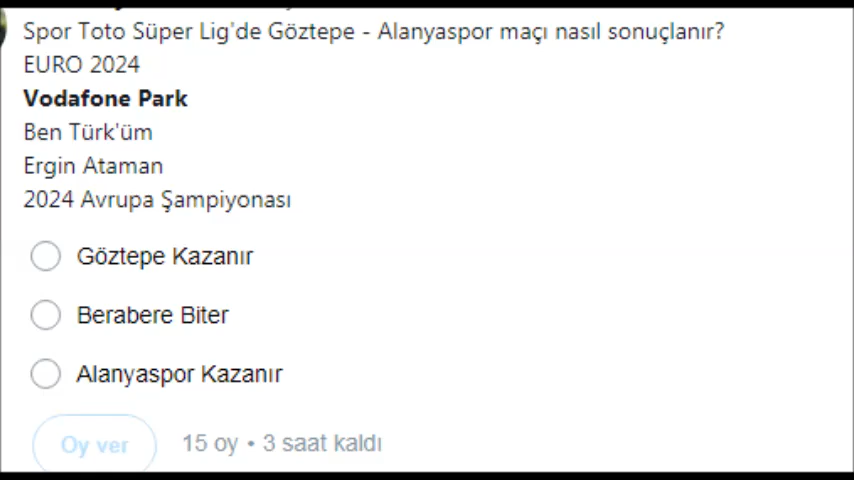 Spor Toto Süper Lig'de Göztepe - Alanyaspor maçı nasıl sonuçlanır?
EURO 2024
Vodafone Park
Ben Türk'üm
Ergin Ataman
2024 Avrupa Şampiyonası
Göztepe Kazanır
Berabere Biter
Alanyaspor Kazanır
Oy ver 15 oy • 3 saat kaldı